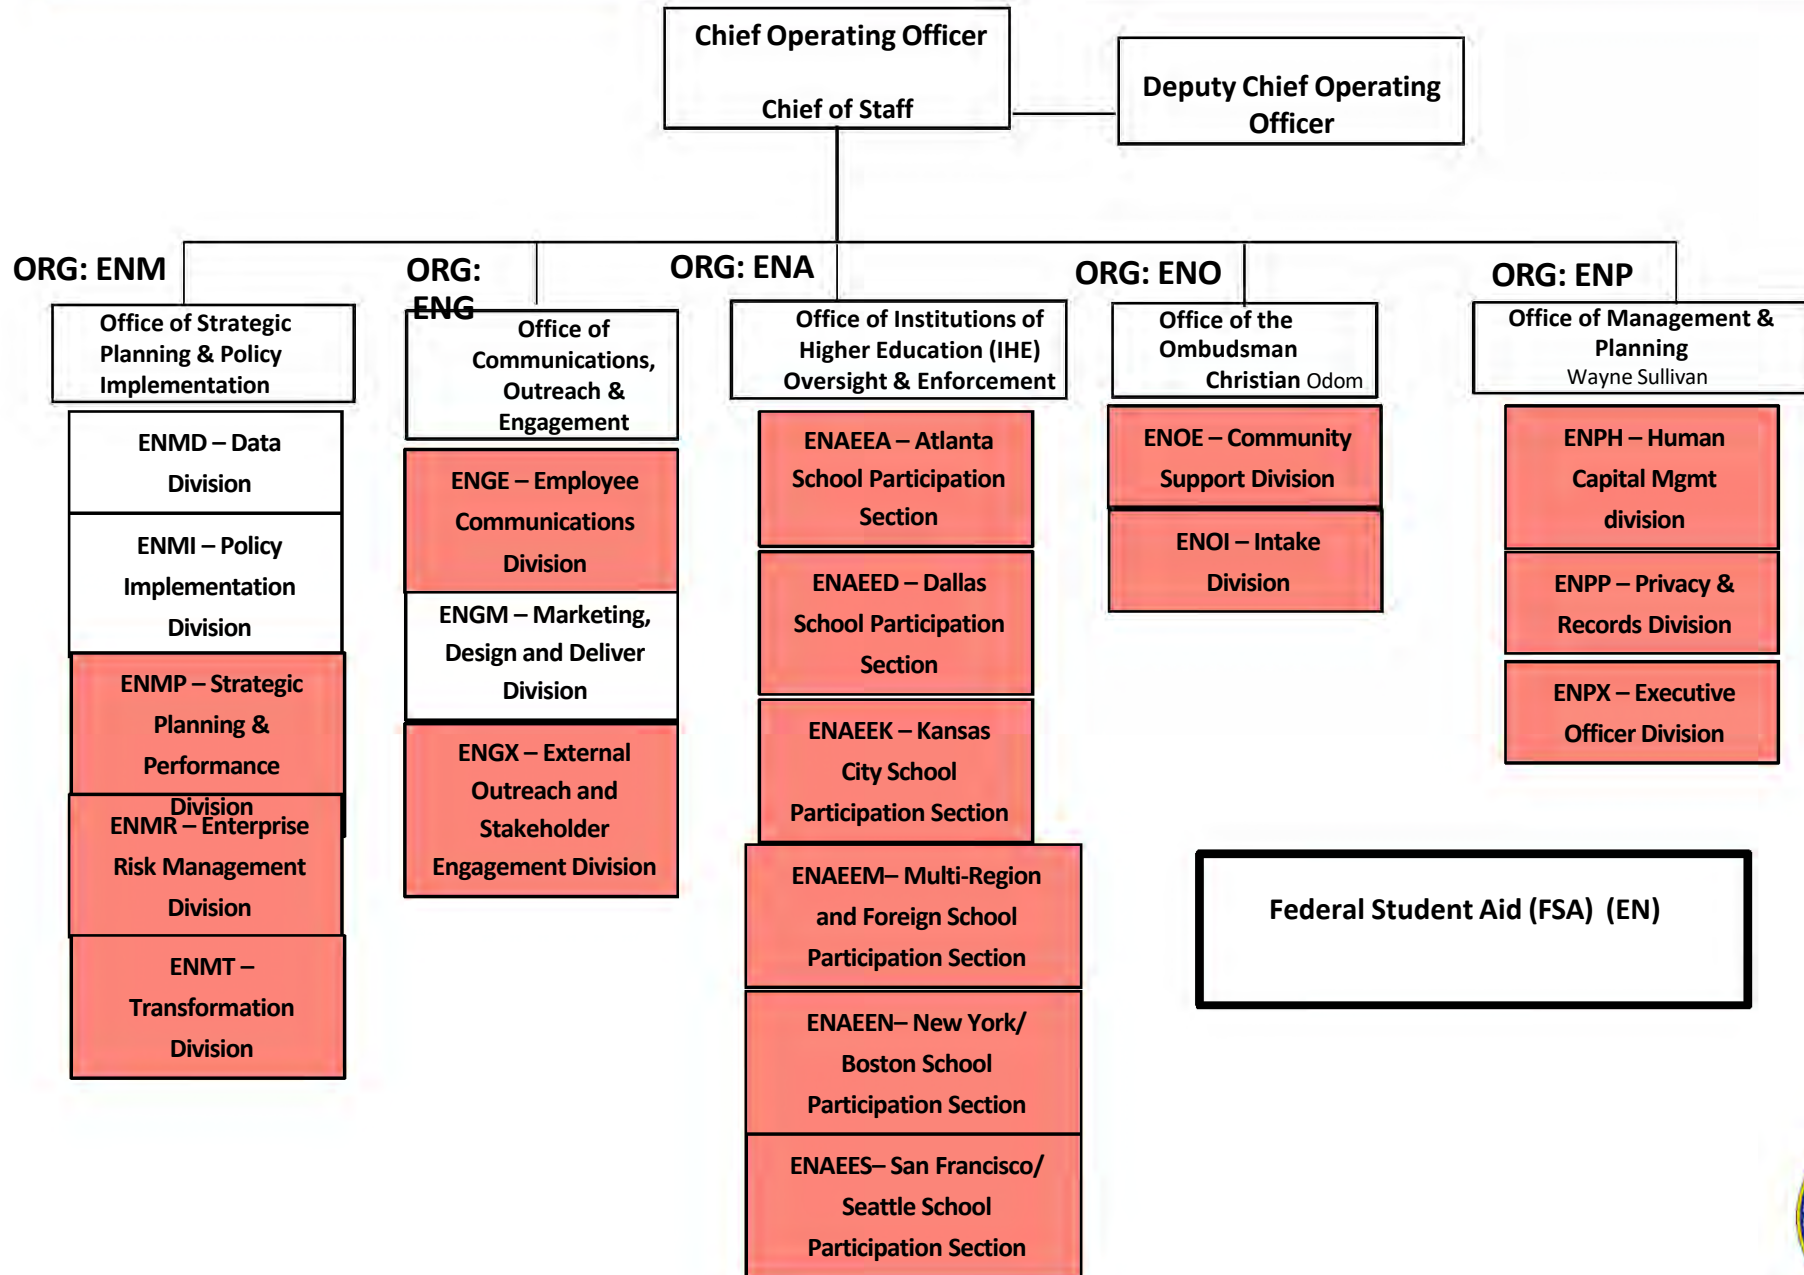 Chief Operating Officer
Chief of Staff
Deputy Chief Operating
Officer
ORG: ENM
Office of Strategic
Planning & Policy
Implementation
ENMD – Data
Division
ENMI – Policy
Implementation
Division
ENMP – Strategic
Planning &
Performance
Division
ENMR – Enterprise
Risk Management
Division
ENMT –
Transformation
Division
ORG:
ENG
Office of
Communications,
Outreach &
Engagement
ENGE – Employee
Communications
Division
ENGM – Marketing,
Design and Deliver
Division
ENGX – External
Outreach and
Stakeholder
Engagement Division
ORG: ENA
Office of Institutions of
Higher Education (IHE)
Oversight & Enforcement
ENAEEA – Atlanta
School Participation
Section
ENAEED – Dallas
School Participation
Section
ENAEEK – Kansas
City School
Participation Section
ENAEEM– Multi-Region
and Foreign School
Participation Section
ENAEEN– New York/
Boston School
Participation Section
ENAEES– San Francisco/
Seattle School
Participation Section
ORG: ENO
Office of the
Ombudsman
Christian Odom
ENOE – Community
Support Division
ENOI – Intake
Division
ORG: ENP
Office of Management &
Planning
Wayne Sullivan
ENPH – Human
Capital Mgmt
division
ENPP – Privacy &
Records Division
ENPX – Executive
Officer Division
Federal Student Aid (FSA) (EN)